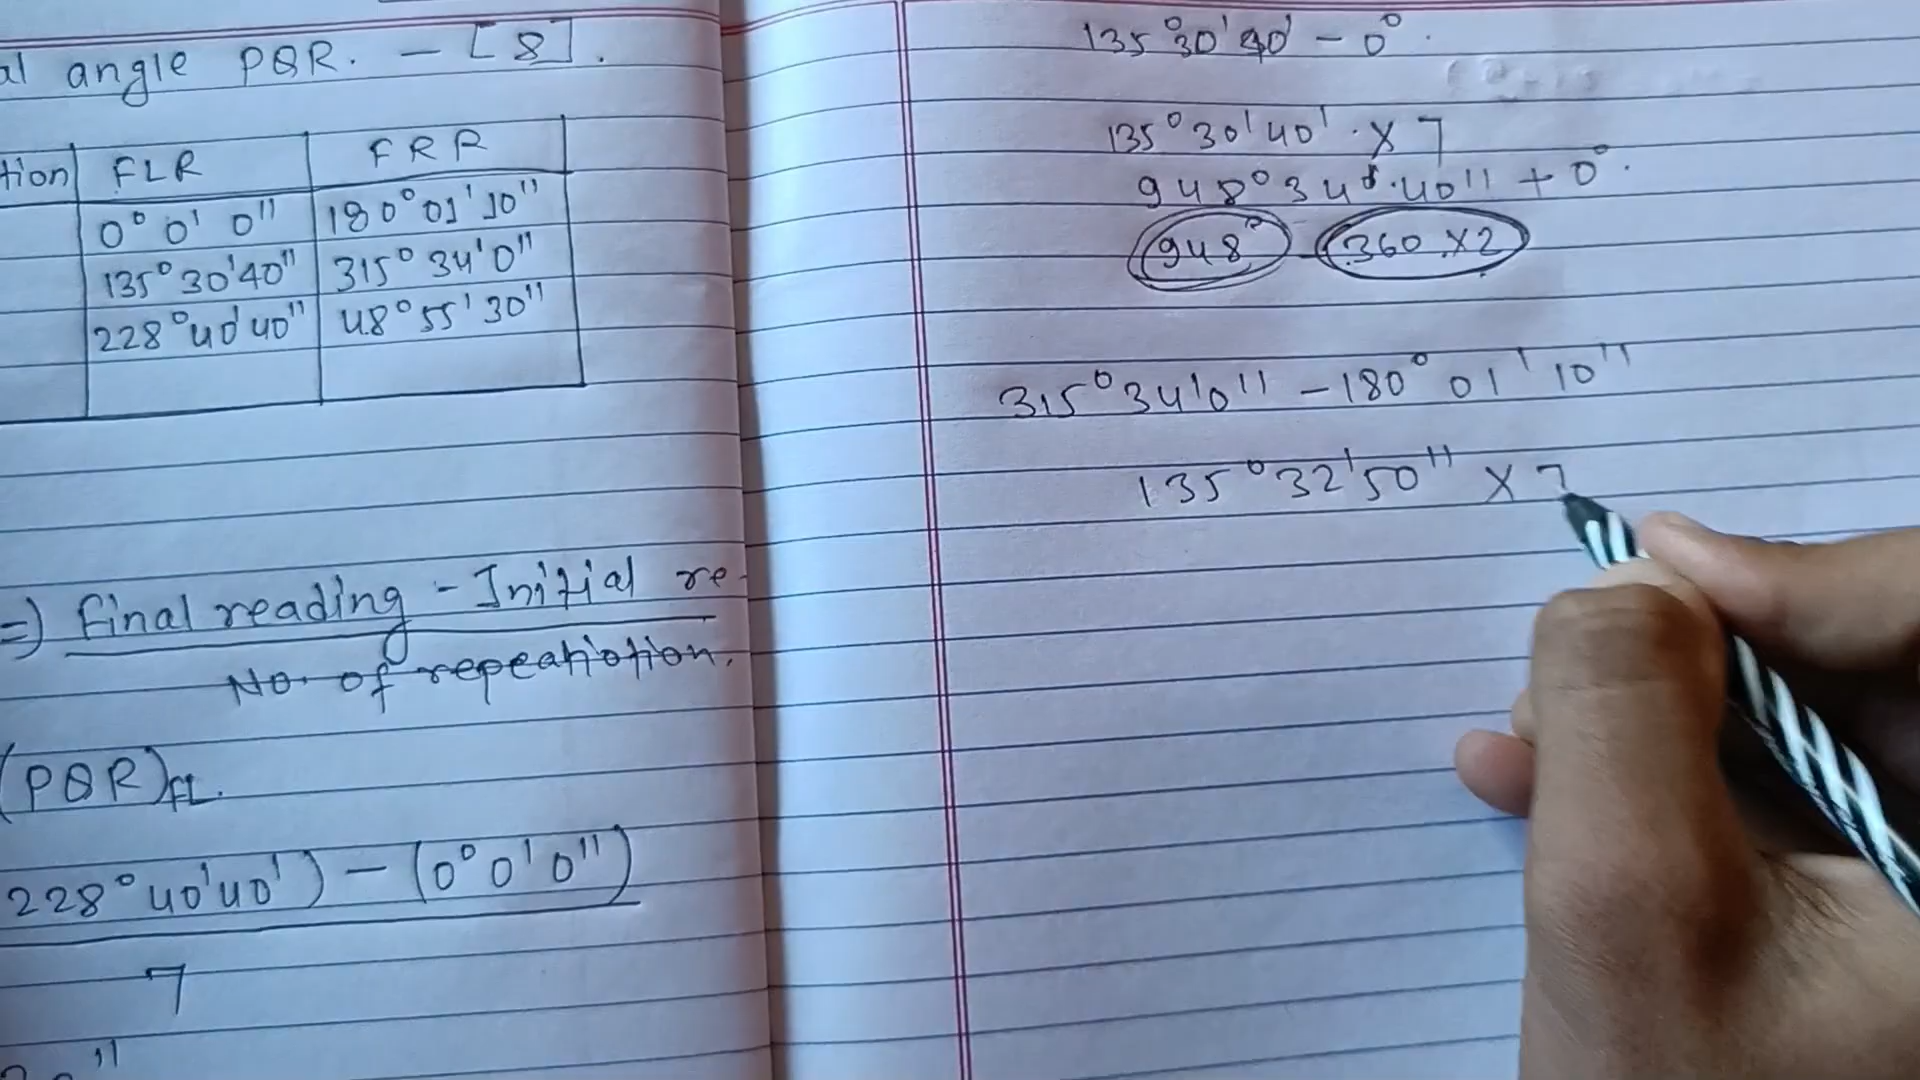 al angle PQR. - [8].
tion FLR FRR
0° 0' 0" 180° 01' 10"
135° 30' 40" 315° 34' 0"
228° 40' 40" 48° 55' 30"
=) Final reading - Initial re
No. of repeatiotion.
(PQR)FL.
228° 40' 40' ) - (0° 0' 0")
7
135° 30' 40' - 0°.
135° 30' 40' . X 7
948° 34' . 40" + 0°.
948° - 360 X 2
315° 34' 0" - 180° 01' 10"
135° 32' 50" X 7